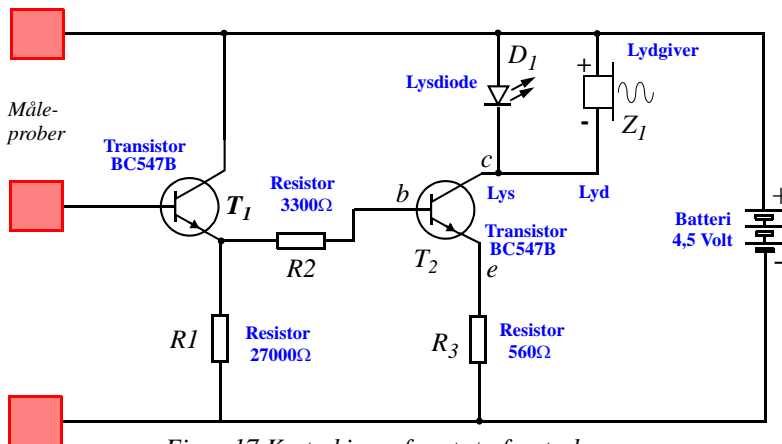 Måle-
prober
Transistor
BC547B
T1
Resistor
3300Ω
R2
R1
Resistor
27000Ω
D1
Lysdiode
Lydgiver
+
-
Z1
c
b
Lys
Lyd
T2
Transistor
BC547B
e
R3
Resistor
560Ω
Batteri
4,5 Volt
+
-